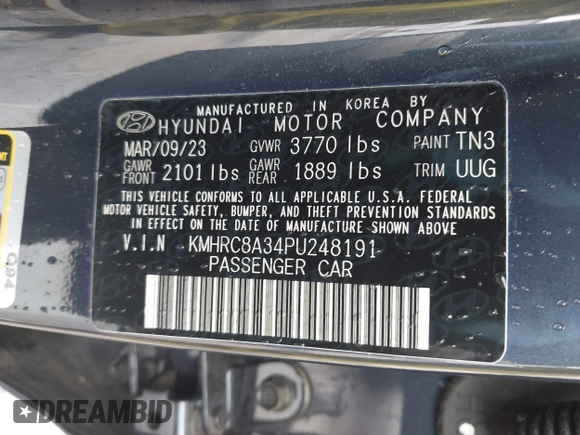 MANUFACTURED IN KOREA BY
HYUNDAI MOTOR COMPANY
MAR/09/23 GVWR 3770 lbs PAINT TN3
GAWR FRONT 2101 lbs GAWR REAR 1889 lbs TRIM UUG
THIS VEHICLE CONFORMS TO ALL APPLICABLE U.S.A. FEDERAL
MOTOR VEHICLE SAFETY, BUMPER, AND THEFT PREVENTION STANDARDS
IN EFFECT ON THE DATE OF MANUFACTURE SHOWN ABOVE.
V.I.N KMHRC8A34PU248191
PASSENGER CAR
DREAMBID